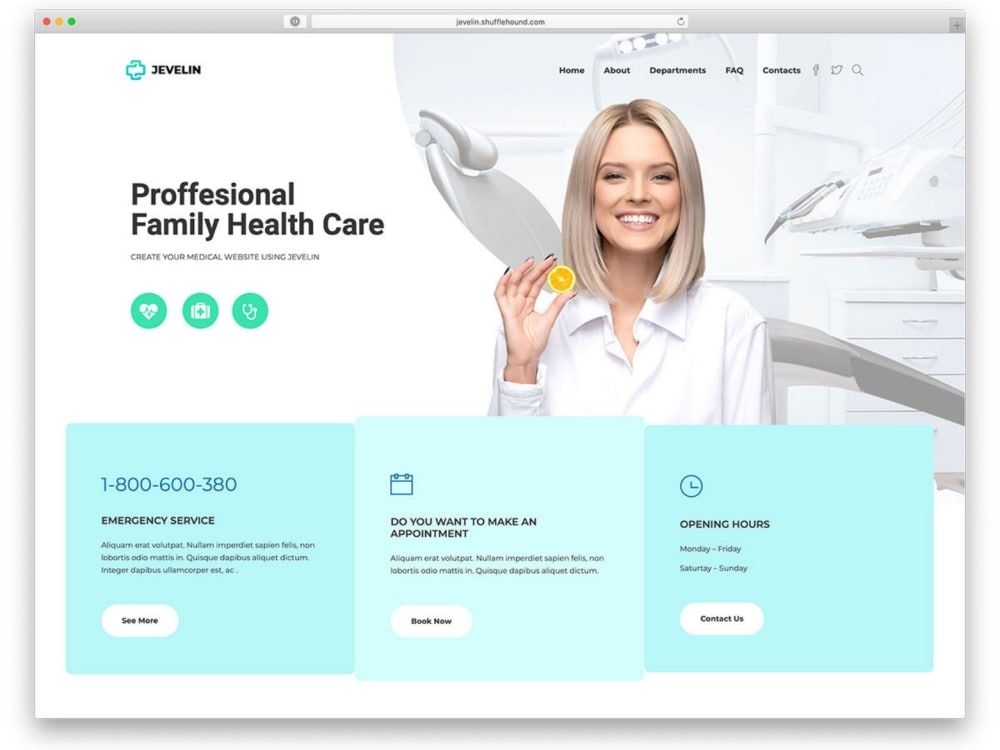 jevelin.shufflehound.com
JEVELIN
Home About Departments FAQ Contacts
Proffesional
Family Health Care
CREATE YOUR MEDICAL WEBSITE USING JEVELIN
1-800-600-380
EMERGENCY SERVICE
Aliquam erat volutpat. Nullam imperdiet sapien felis, non
lobortis odio mattis in. Quisque dapibus aliquet dictum.
Integer dapibus ullamcorper est, ac .
See More
DO YOU WANT TO MAKE AN
APPOINTMENT
Aliquam erat volutpat. Nullam imperdiet sapien felis, non
lobortis odio mattis in. Quisque dapibus aliquet dictum.
Book Now
OPENING HOURS
Monday – Friday
Saturtay – Sunday
Contact Us